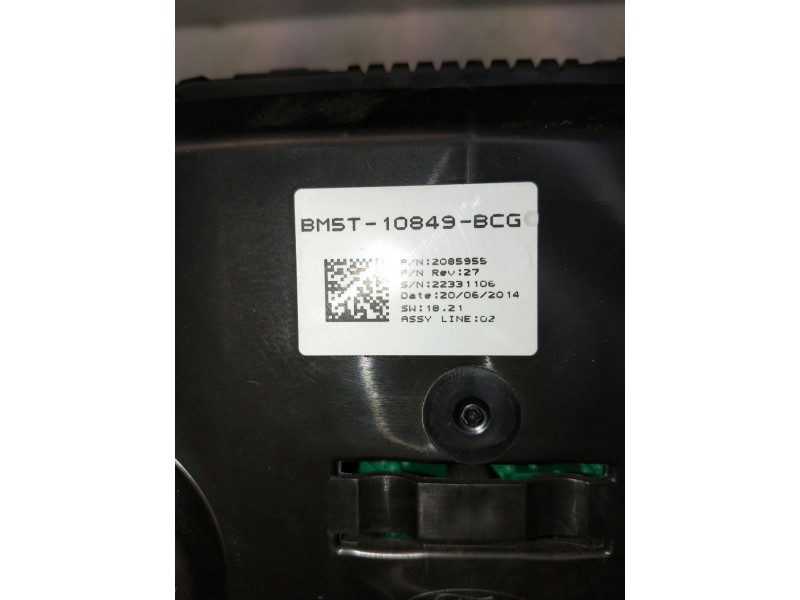 BM5T-10849-BCG
P/N:2085955
P/N Rev:27
S/N:22331106
Date:20/06/2014
SW:18.21
ASSY LINE:02